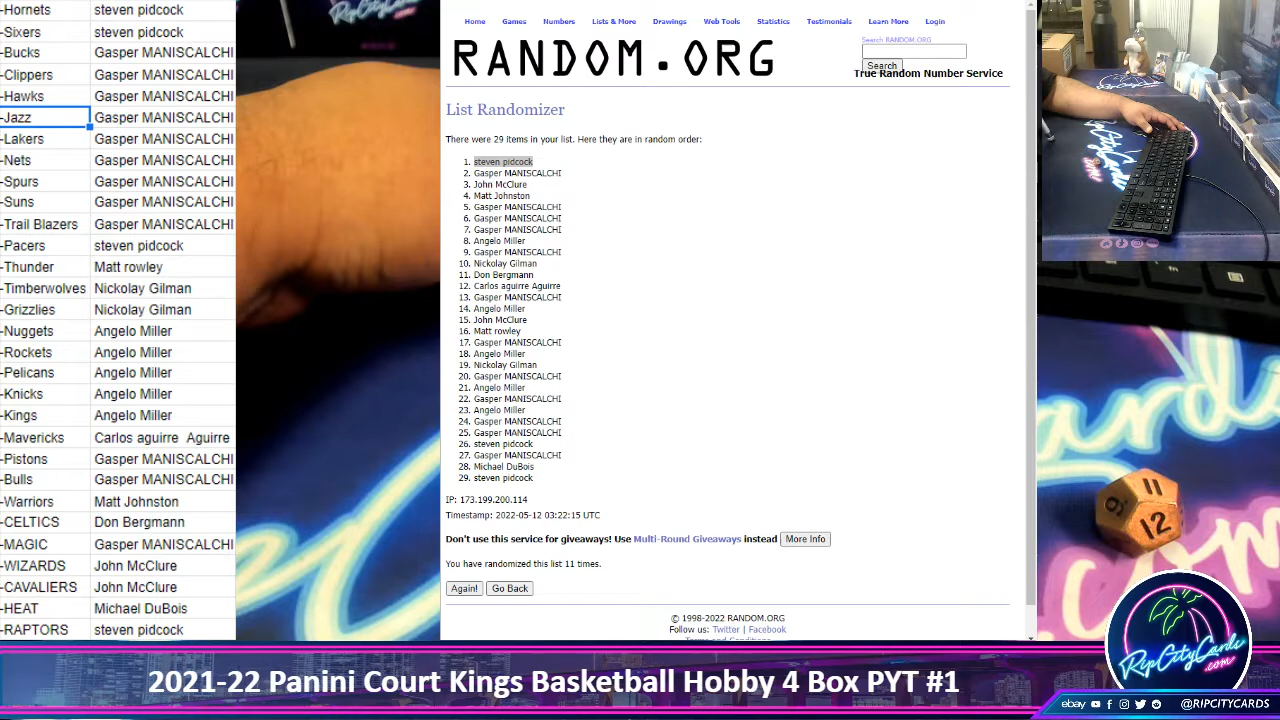 -Hornets steven pidcock
-Sixers steven pidcock
-Bucks Gasper MANISCALCHI
-Clippers Gasper MANISCALCHI
-Hawks Gasper MANISCALCHI
-Jazz Gasper MANISCALCHI
-Lakers Gasper MANISCALCHI
-Nets Gasper MANISCALCHI
-Spurs Gasper MANISCALCHI
-Suns Gasper MANISCALCHI
-Trail Blazers Gasper MANISCALCHI
-Pacers steven pidcock
-Thunder Matt rowley
-Timberwolves Nickolay Gilman
-Grizzlies Nickolay Gilman
-Nuggets Angelo Miller
-Rockets Angelo Miller
-Pelicans Angelo Miller
-Knicks Angelo Miller
-Kings Angelo Miller
-Mavericks Carlos aguirre Aguirre
-Pistons Gasper MANISCALCHI
-Bulls Gasper MANISCALCHI
-Warriors Matt Johnston
-CELTICS Don Bergmann
-MAGIC Gasper MANISCALCHI
-WIZARDS John McClure
-CAVALIERS John McClure
-HEAT Michael DuBois
-RAPTORS steven pidcock
Home Games Numbers Lists & More Drawings Web Tools Statistics Testimonials Learn More Login
RANDOM.ORG
Search RANDOM.ORG
Search
True Random Number Service
List Randomizer
There were 29 items in your list. Here they are in random order:
1. steven pidcock
2. Gasper MANISCALCHI
3. John McClure
4. Matt Johnston
5. Gasper MANISCALCHI
6. Gasper MANISCALCHI
7. Gasper MANISCALCHI
8. Angelo Miller
9. Gasper MANISCALCHI
10. Nickolay Gilman
11. Don Bergmann
12. Carlos aguirre Aguirre
13. Gasper MANISCALCHI
14. Angelo Miller
15. John McClure
16. Matt rowley
17. Gasper MANISCALCHI
18. Angelo Miller
19. Nickolay Gilman
20. Gasper MANISCALCHI
21. Angelo Miller
22. Gasper MANISCALCHI
23. Angelo Miller
24. Gasper MANISCALCHI
25. Gasper MANISCALCHI
26. steven pidcock
27. Gasper MANISCALCHI
28. Michael DuBois
29. steven pidcock
IP: 173.199.200.114
Timestamp: 2022-05-12 03:22:15 UTC
Don't use this service for giveaways! Use Multi-Round Giveaways instead More Info
You have randomized this list 11 times.
Again! Go Back
© 1998-2022 RANDOM.ORG
Follow us: Twitter | Facebook
Terms and Conditions
9 11 12
RipCityCards
.com
2021-22 Panini Court Kings Basketball Hobby 4 Box PYT #1
ebay @RIPCITYCARDS